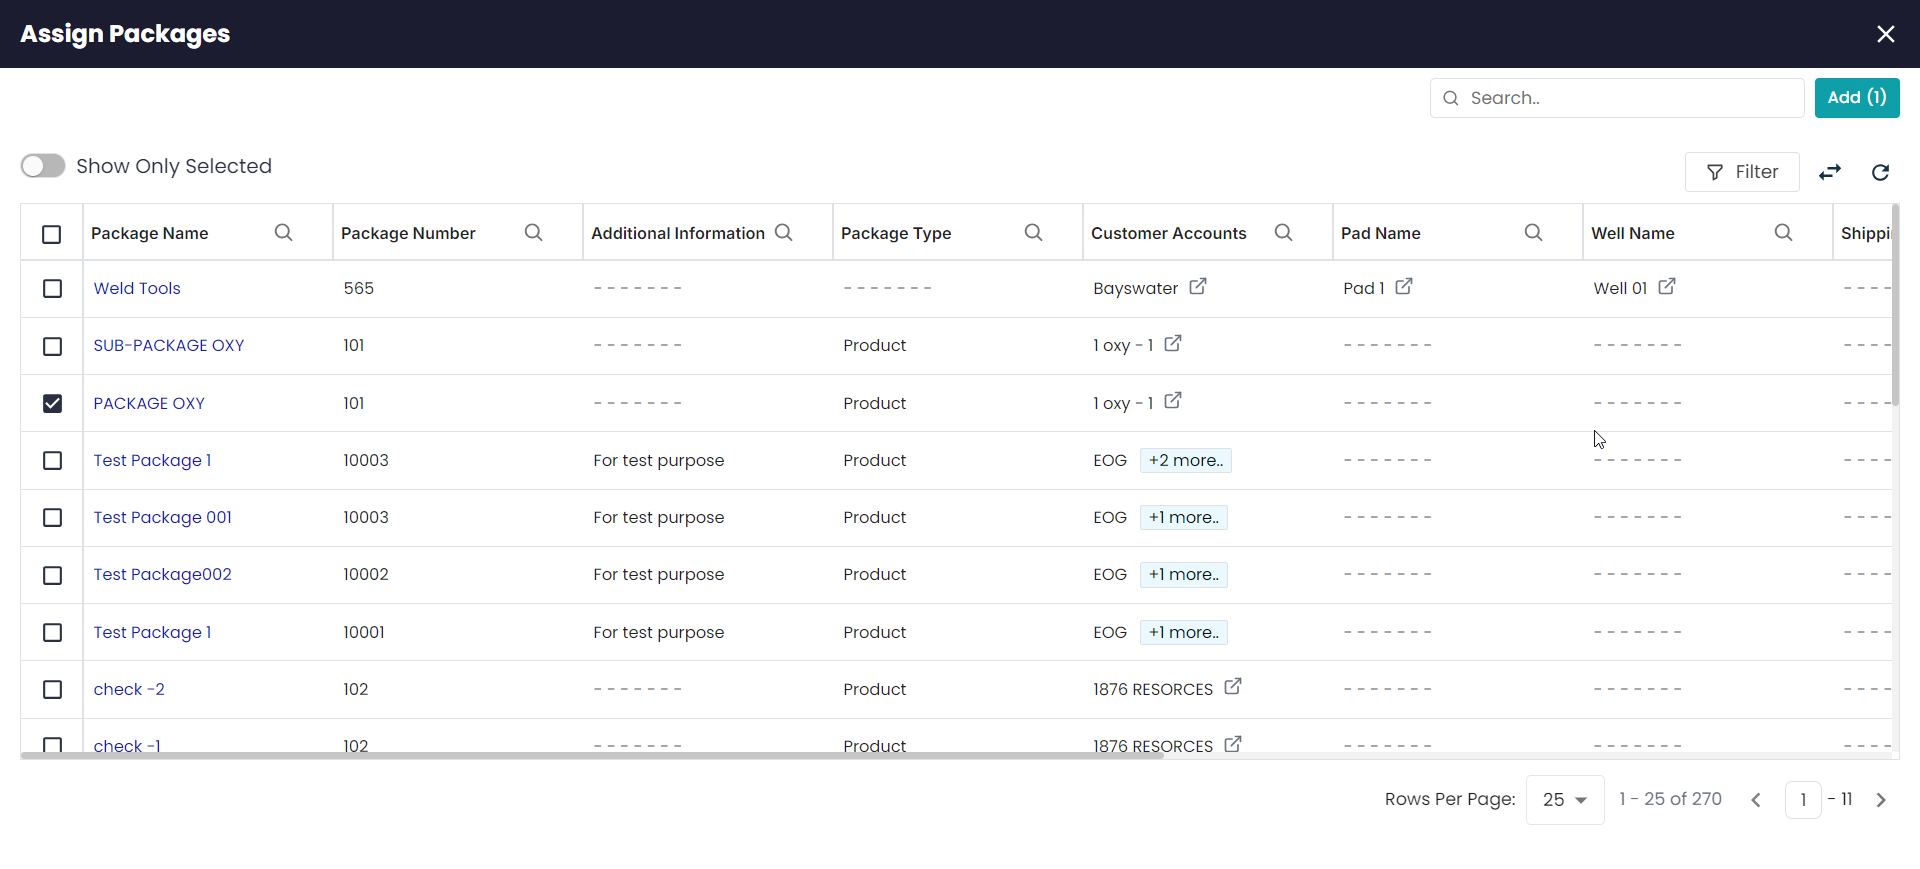 Assign Packages
Search..
Add (1)
Show Only Selected
Filter
Package Name Package Number Additional Information Package Type Customer Accounts Pad Name Well Name Shippi
Weld Tools 565 ------- ------- Bayswater Pad 1 Well 01 ----
SUB-PACKAGE OXY 101 ------- Product 1 oxy - 1 ------- ------- ----
PACKAGE OXY 101 ------- Product 1 oxy - 1 ------- ------- ----
Test Package 1 10003 For test purpose Product EOG +2 more.. ------- ------- ----
Test Package 001 10003 For test purpose Product EOG +1 more.. ------- ------- ----
Test Package002 10002 For test purpose Product EOG +1 more.. ------- ------- ----
Test Package 1 10001 For test purpose Product EOG +1 more.. ------- ------- ----
check -2 102 ------- Product 1876 RESORCES ------- ------- ----
check -1 102 ------- Product 1876 RESORCES ------- ------- ----
Rows Per Page: 25 1 - 25 of 270 1 - 11